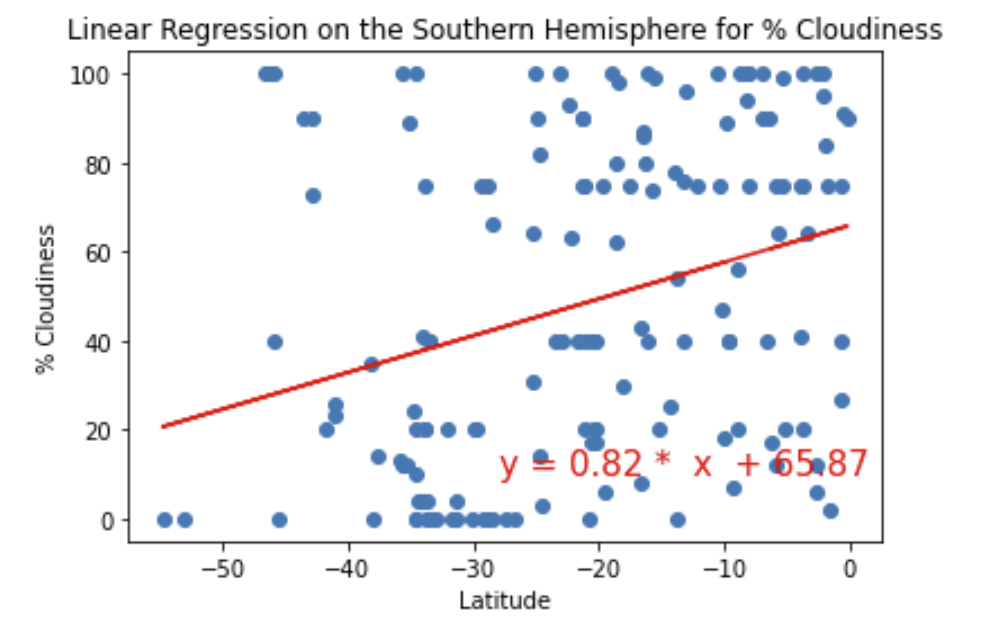 Linear Regression on the Southern Hemisphere for % Cloudiness
100
80
60
40
20
0
% Cloudiness
y = 0.82 * x + 65.87
−50 −40 −30 −20 −10 0
Latitude